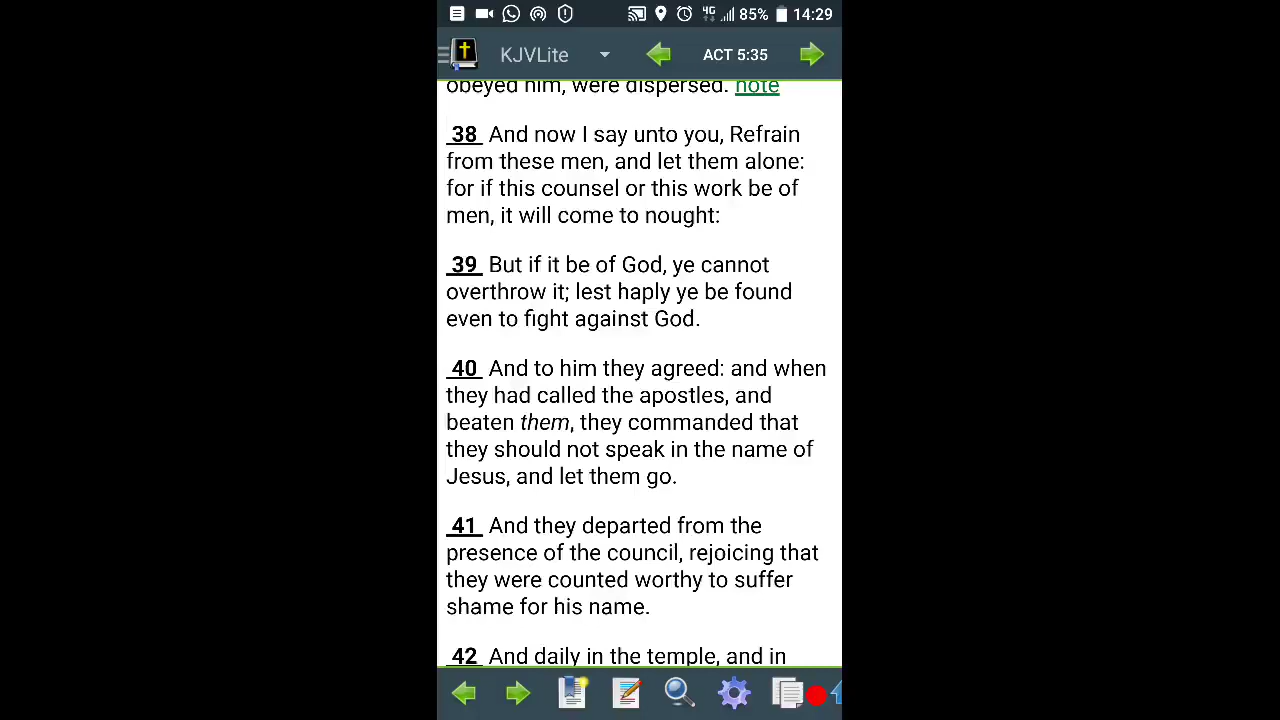 4G 85% 14:29
KJVLite ACT 5:35
obeyed him, were dispersed. note
38 And now I say unto you, Refrain
from these men, and let them alone:
for if this counsel or this work be of
men, it will come to nought:
39 But if it be of God, ye cannot
overthrow it; lest haply ye be found
even to fight against God.
40 And to him they agreed: and when
they had called the apostles, and
beaten them, they commanded that
they should not speak in the name of
Jesus, and let them go.
41 And they departed from the
presence of the council, rejoicing that
they were counted worthy to suffer
shame for his name.
42 And daily in the temple, and in